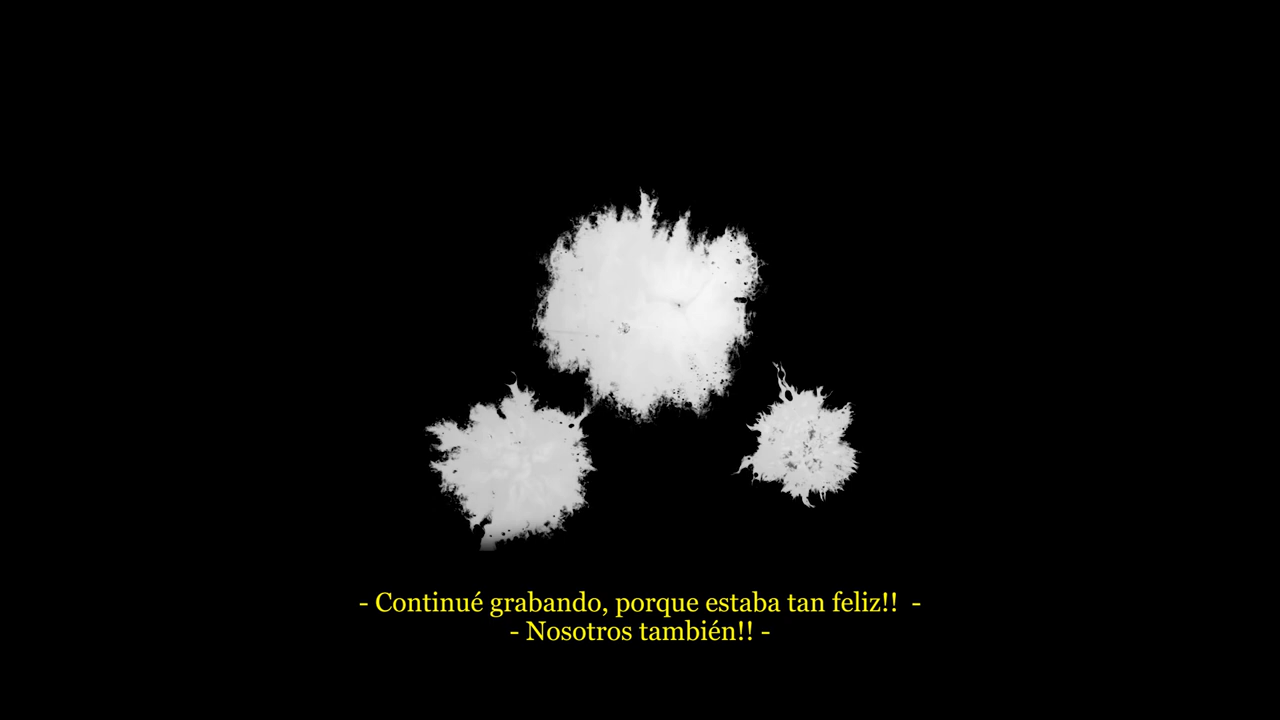 - Continué grabando, porque estaba tan feliz!!  -
- Nosotros también!! -